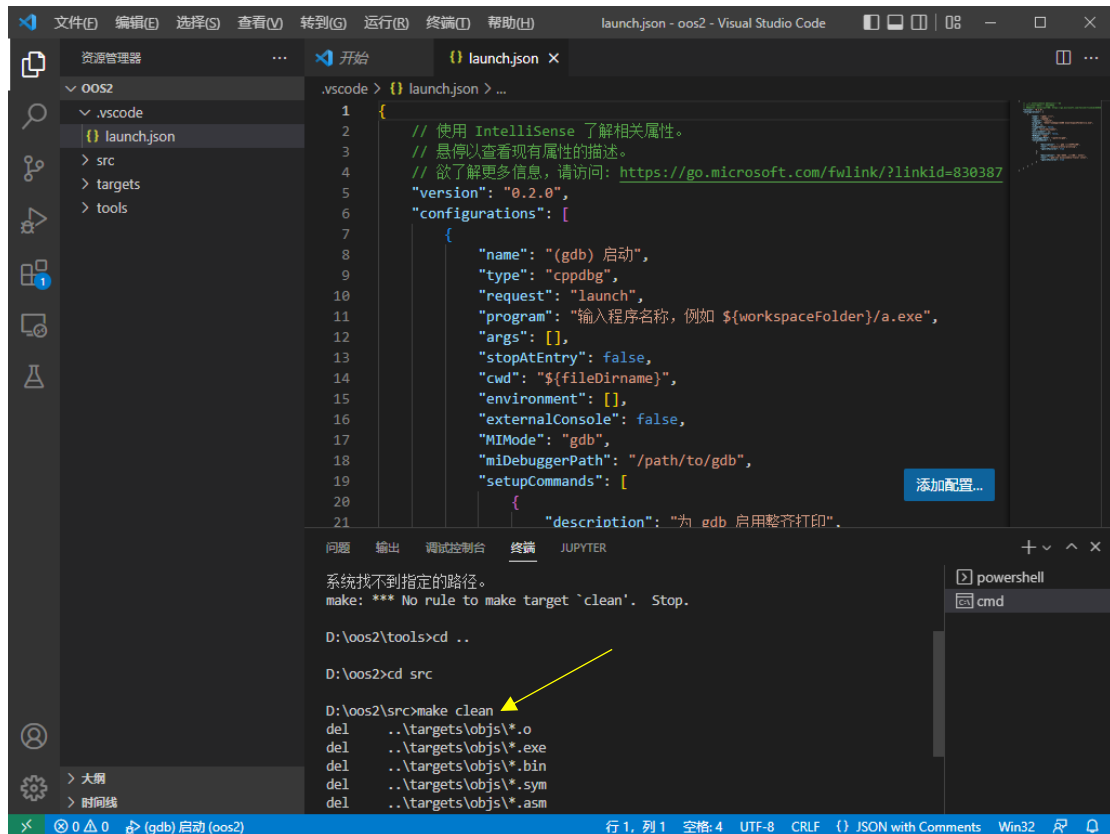 文件(F) 编辑(E) 选择(S) 查看(V) 转到(G) 运行(R) 终端(T) 帮助(H) launch.json - oos2 - Visual Studio Code
资源管理器
开始
{} launch.json
OOS2
.vscode
{} launch.json
src
targets
tools
.vscode > {} launch.json > ...
1 {
2 // 使用 IntelliSense 了解相关属性。
3 // 悬停以查看现有属性的描述。
4 // 欲了解更多信息，请访问: https://go.microsoft.com/fwlink/?linkid=830387
5 "version": "0.2.0",
6 "configurations": [
7 {
8 "name": "(gdb) 启动",
9 "type": "cppdbg",
10 "request": "launch",
11 "program": "输入程序名称，例如 ${workspaceFolder}/a.exe",
12 "args": [],
13 "stopAtEntry": false,
14 "cwd": "${fileDirname}",
15 "environment": [],
16 "externalConsole": false,
17 "MIMode": "gdb",
18 "miDebuggerPath": "/path/to/gdb",
19 "setupCommands": [
20 {
21 "description": "为 gdb 启用整齐打印",
添加配置...
问题 输出 调试控制台 终端 JUPYTER
powershell
cmd
系统找不到指定的路径。
make: *** No rule to make target `clean'.  Stop.
D:\oos2\tools>cd ..
D:\oos2>cd src
D:\oos2\src>make clean
del ..\targets\objs\*.o
del ..\targets\objs\*.exe
del ..\targets\objs\*.bin
del ..\targets\objs\*.sym
del ..\targets\objs\*.asm
1
大纲
时间线
0 0 (gdb) 启动 (oos2) 行 1，列 1 空格: 4 UTF-8 CRLF {} JSON with Comments Win32